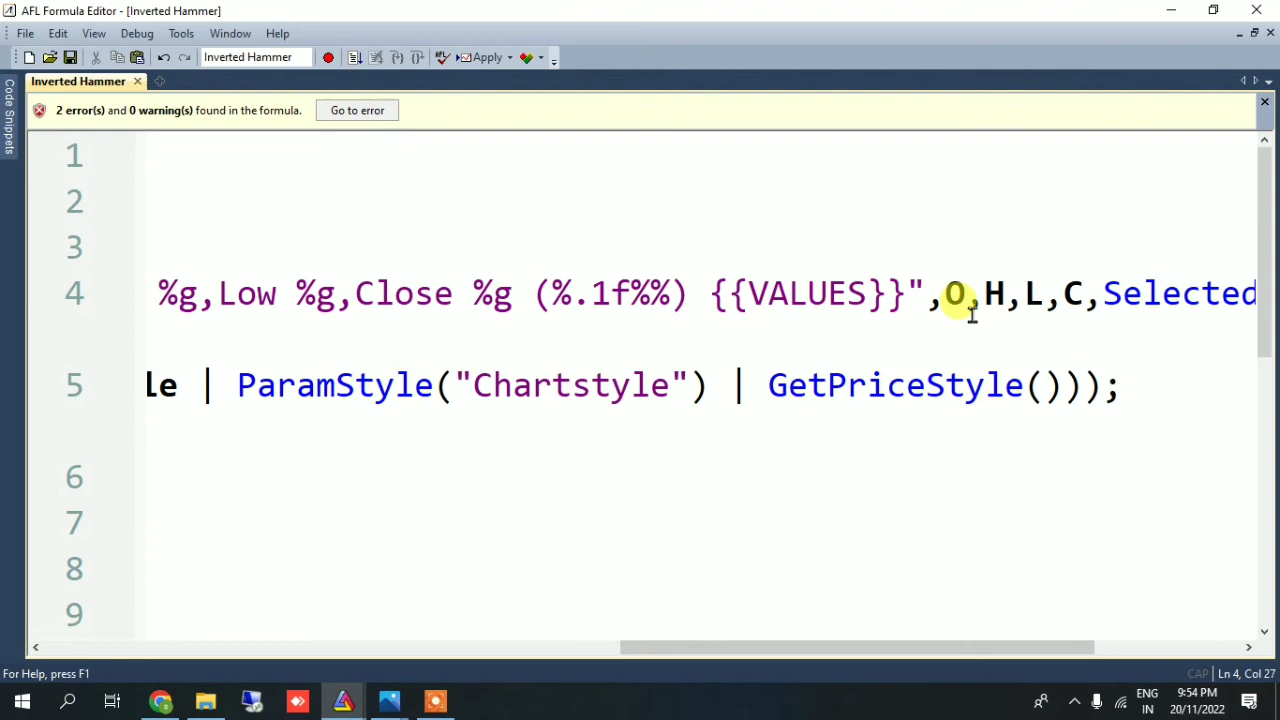 AFL Formula Editor - [Inverted Hammer]
File Edit View Debug Tools Window Help
Inverted Hammer Apply
Inverted Hammer
Code Snippets
2 error(s) and 0 warning(s) found in the formula. Go to error
1
2
3
4 %g,Low %g,Close %g (%.1f%%) {{VALUES}}",O,H,L,C,Selected
5 le | ParamStyle("Chartstyle") | GetPriceStyle()));
6
7
8
9
For Help, press F1 CAP Ln 4, Col 27
ENG 9:54 PM
IN 20/11/2022